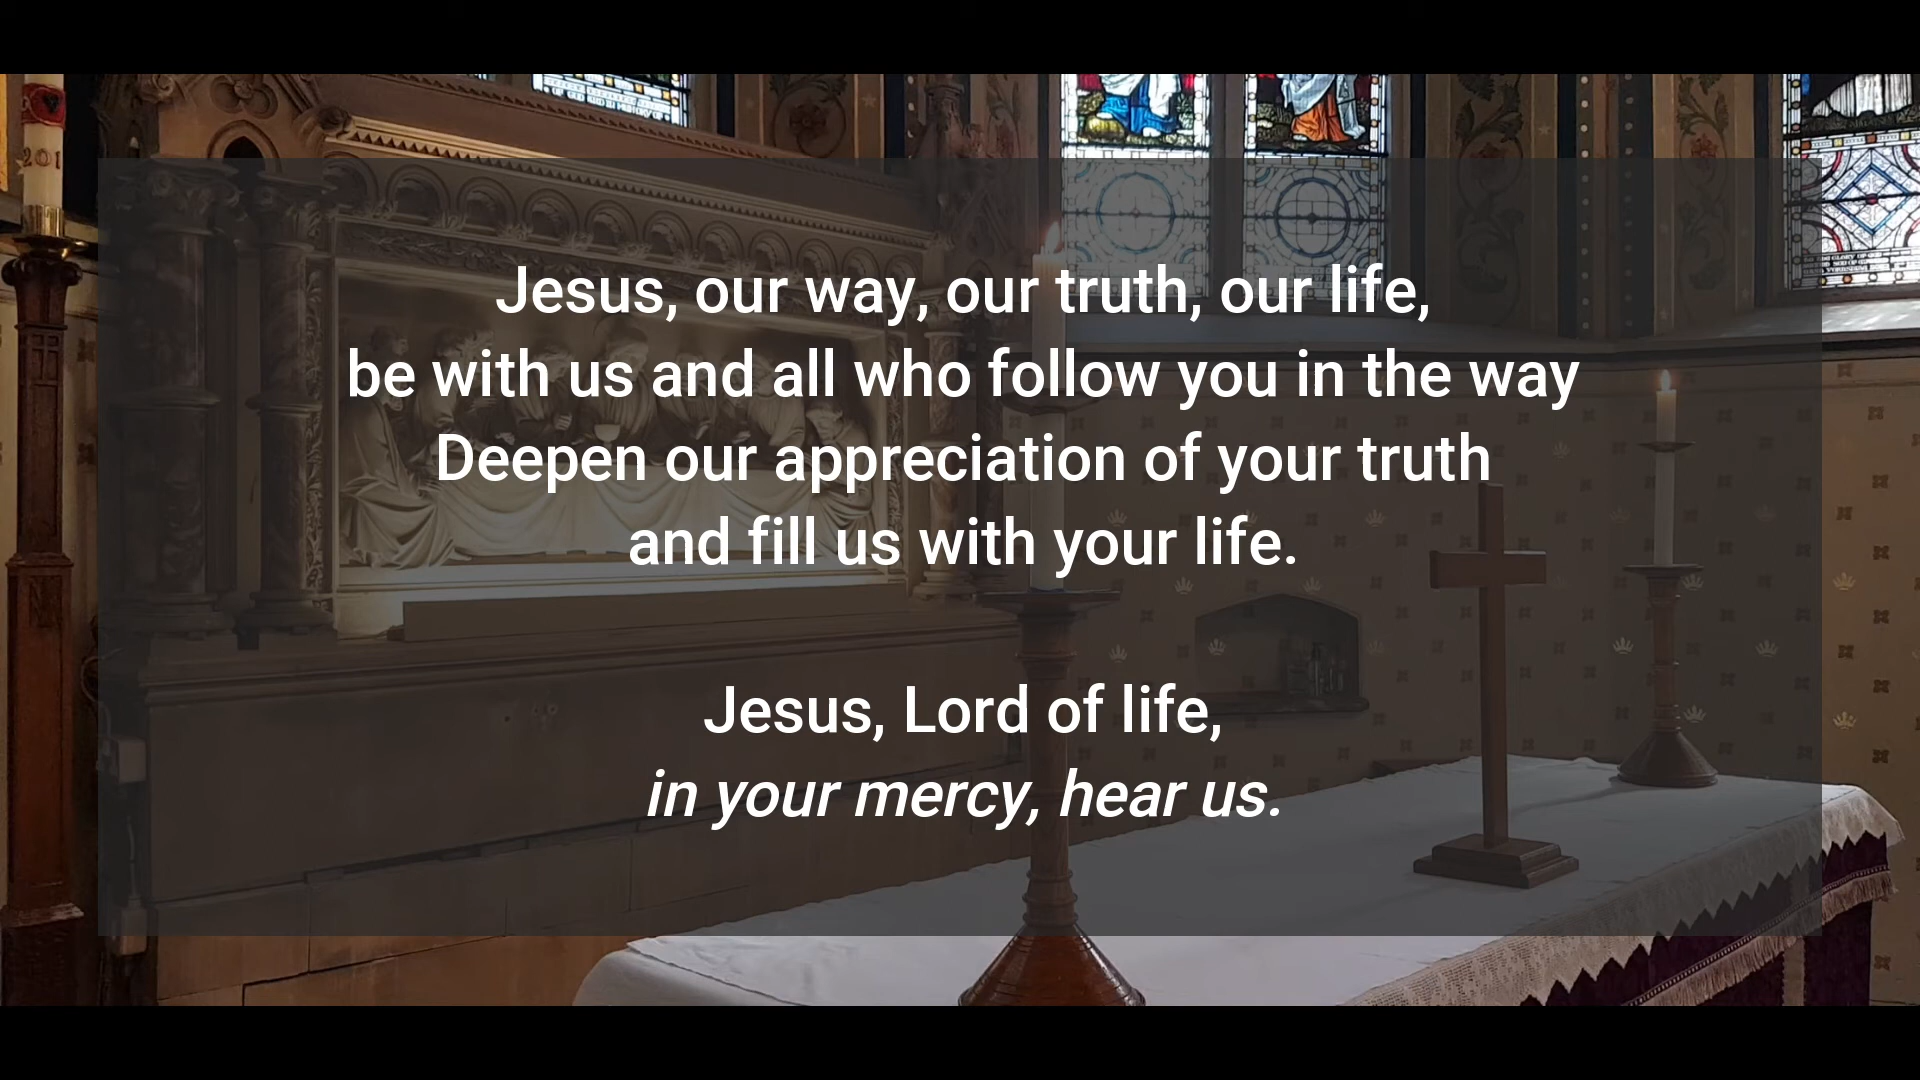 201
Jesus, our way, our truth, our life,
be with us and all who follow you in the way
Deepen our appreciation of your truth
and fill us with your life.
Jesus, Lord of life,
in your mercy, hear us.